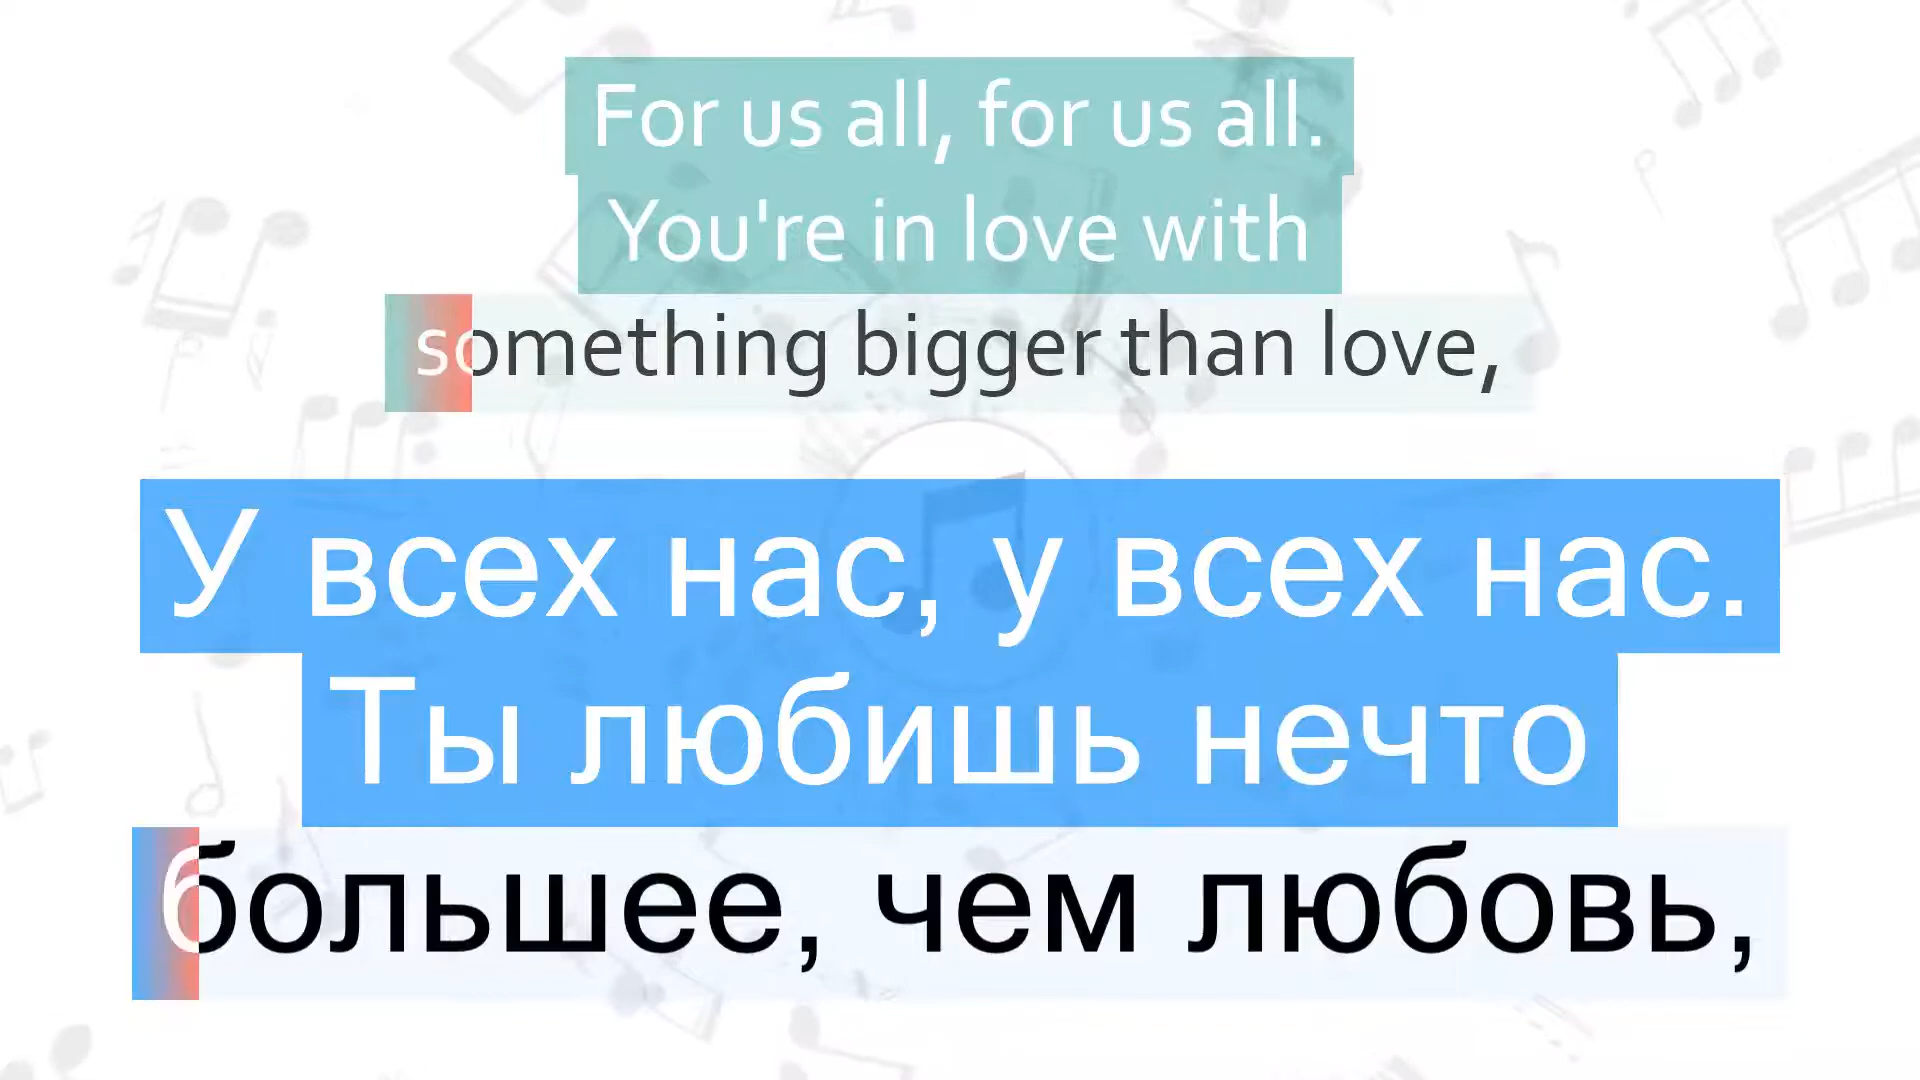 For us all, for us all.
You're in love with
something bigger than love,
У всех нас, у всех нас.
Ты любишь нечто
большее, чем любовь,